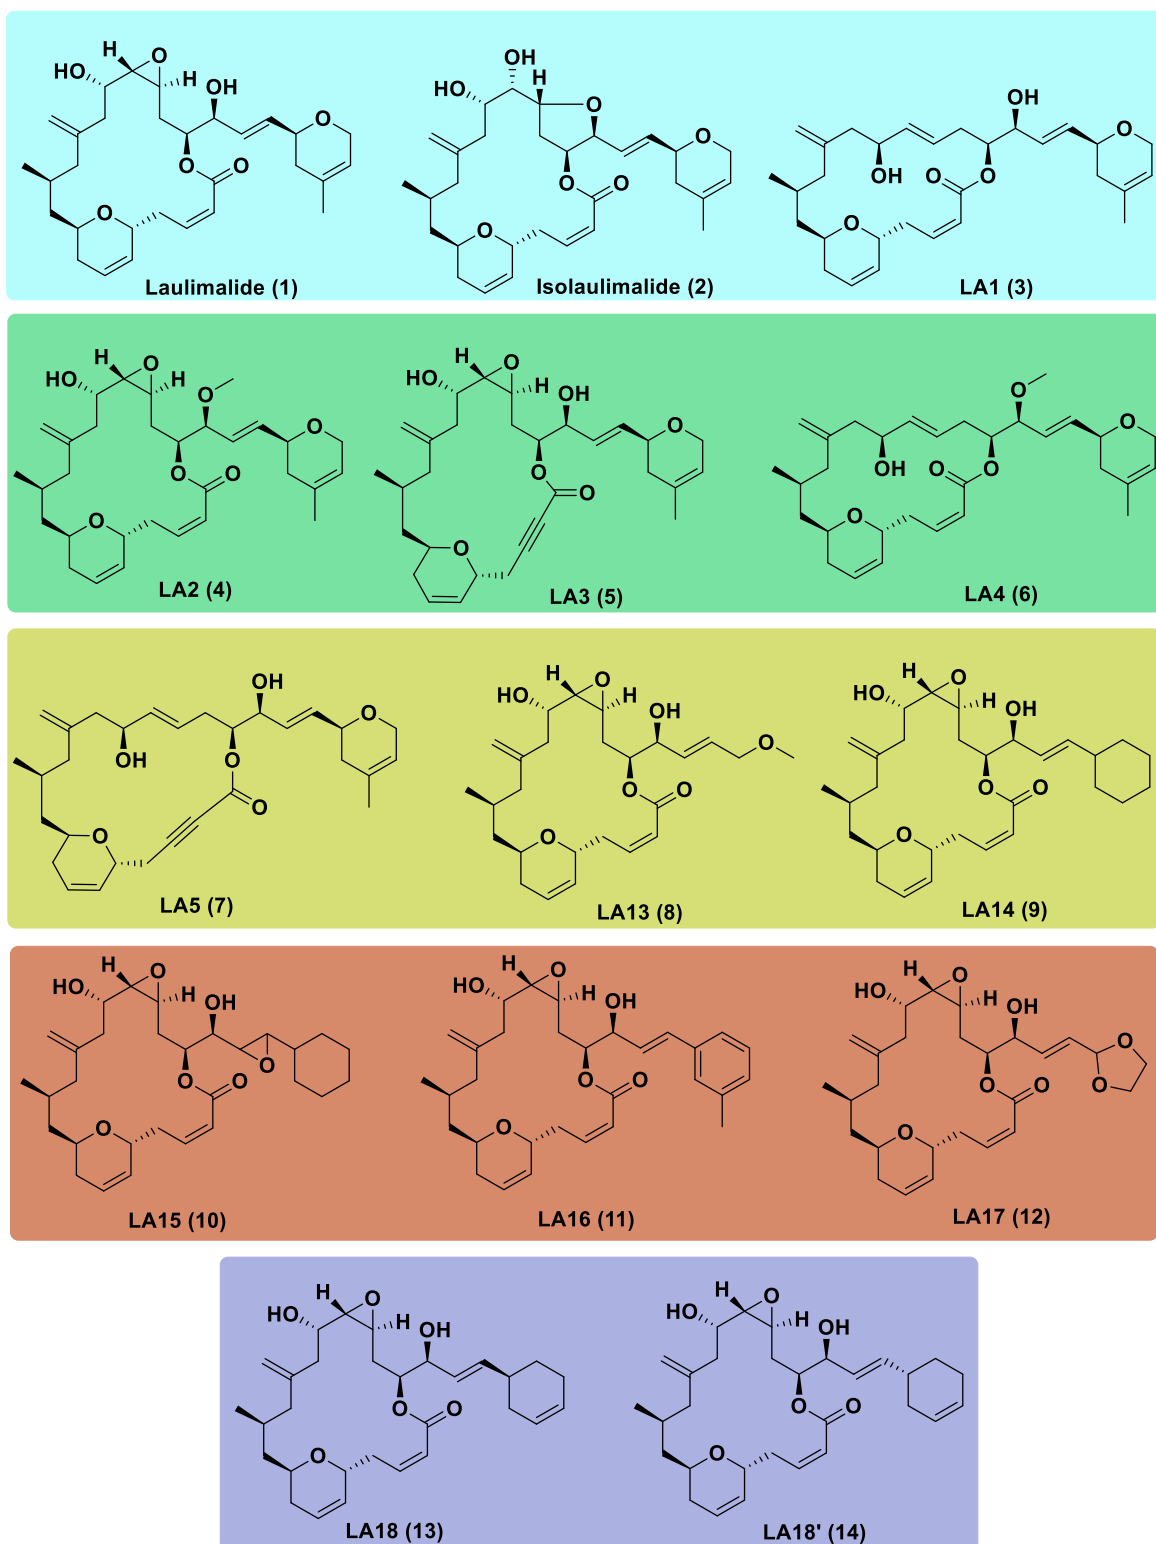 H O
HO H OH
O
O O
O
Laulimalide (1)
OH
HO H
O
O
O O
O
Isolaulimalide (2)
OH
O
OH O O
O
LA1 (3)
H O
HO H O
O
O O
O
LA2 (4)
H O
HO H OH
O
O
O
O
LA3 (5)
O
O
OH O O
O
LA4 (6)
OH
O
OH O
O
O
LA5 (7)
H O
HO H OH
O
O O
O
LA13 (8)
H O
HO H OH
O O
O
LA14 (9)
H O
HO H OH
O
O O
O
LA15 (10)
H O
HO H OH
O O
O
LA16 (11)
H O
HO H OH
O
O O O
O
LA17 (12)
H O
HO H OH
O O
O
LA18 (13)
H O
HO H OH
O O
O
LA18' (14)